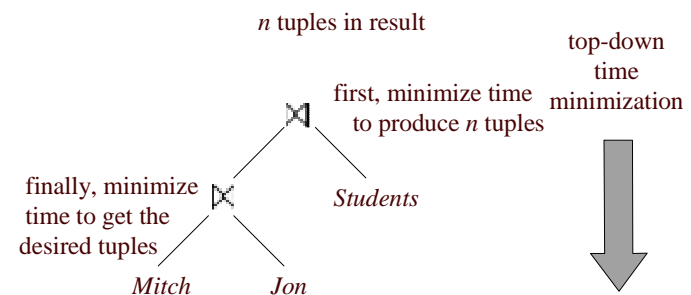 n tuples in result
top-down
time
minimization
first, minimize time
to produce n tuples
finally, minimize
time to get the
desired tuples
Students
Mitch
Jon